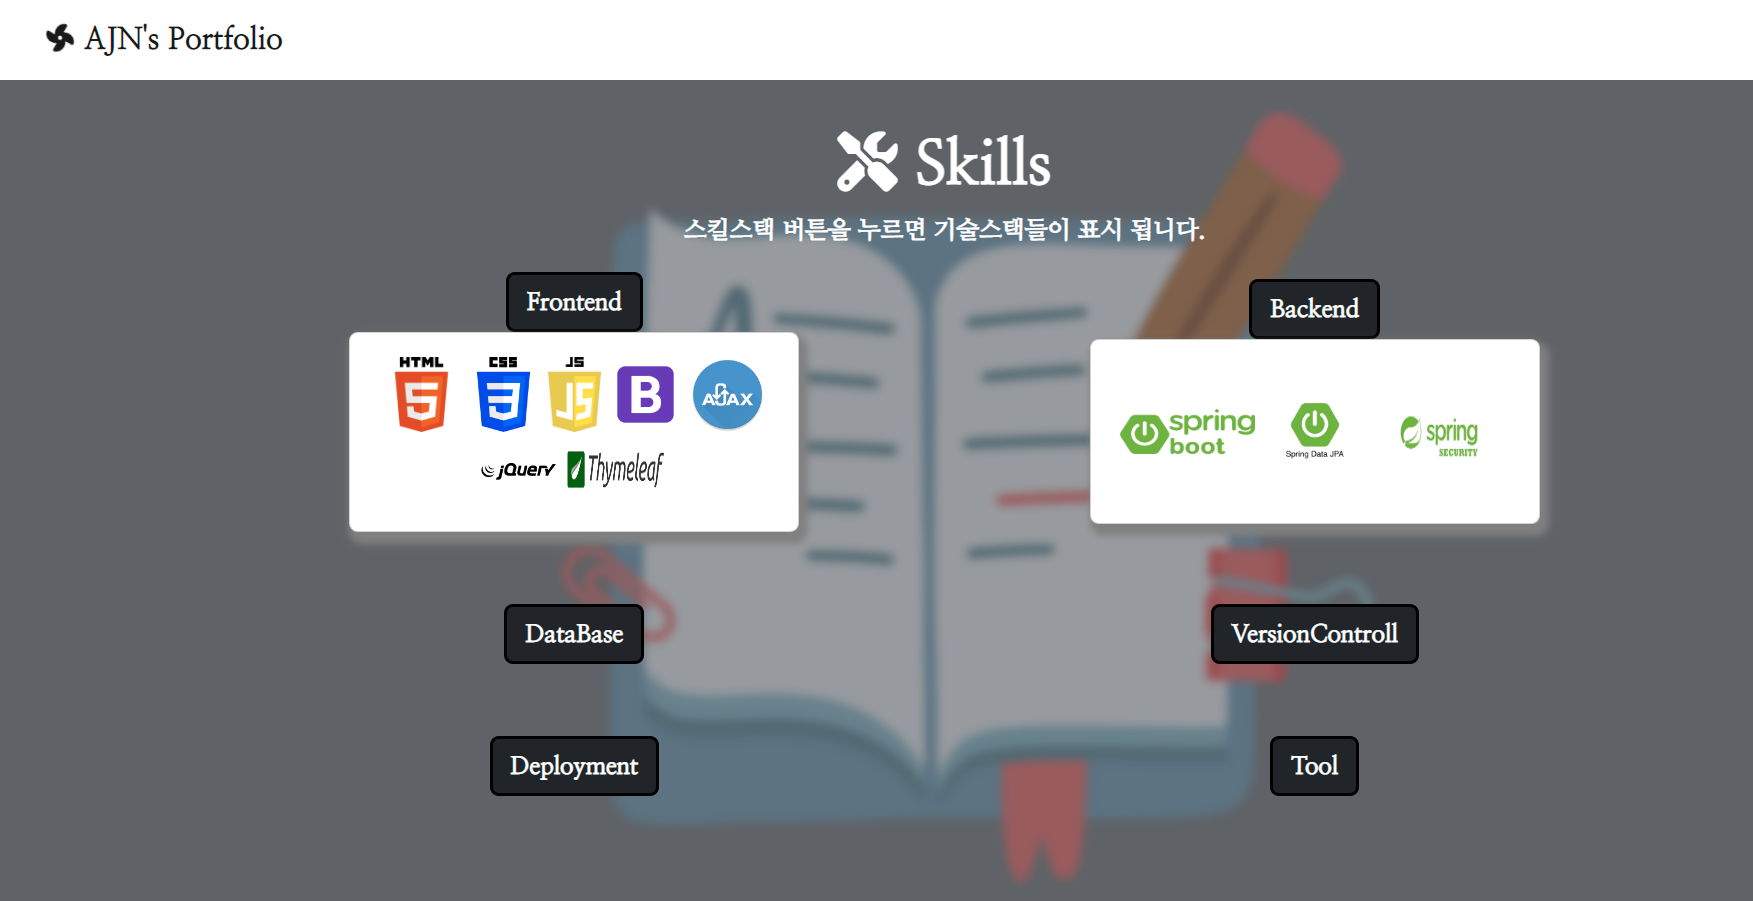 AJN's Portfolio
Skills
스킬스택 버튼을 누르면 기술스택들이 표시 됩니다.
Frontend
HTML CSS JS
5 3 JS B AJAX
jQuery Thymeleaf
Backend
spring boot
Spring Data JPA
spring SECURITY
DataBase
VersionControll
Deployment
Tool